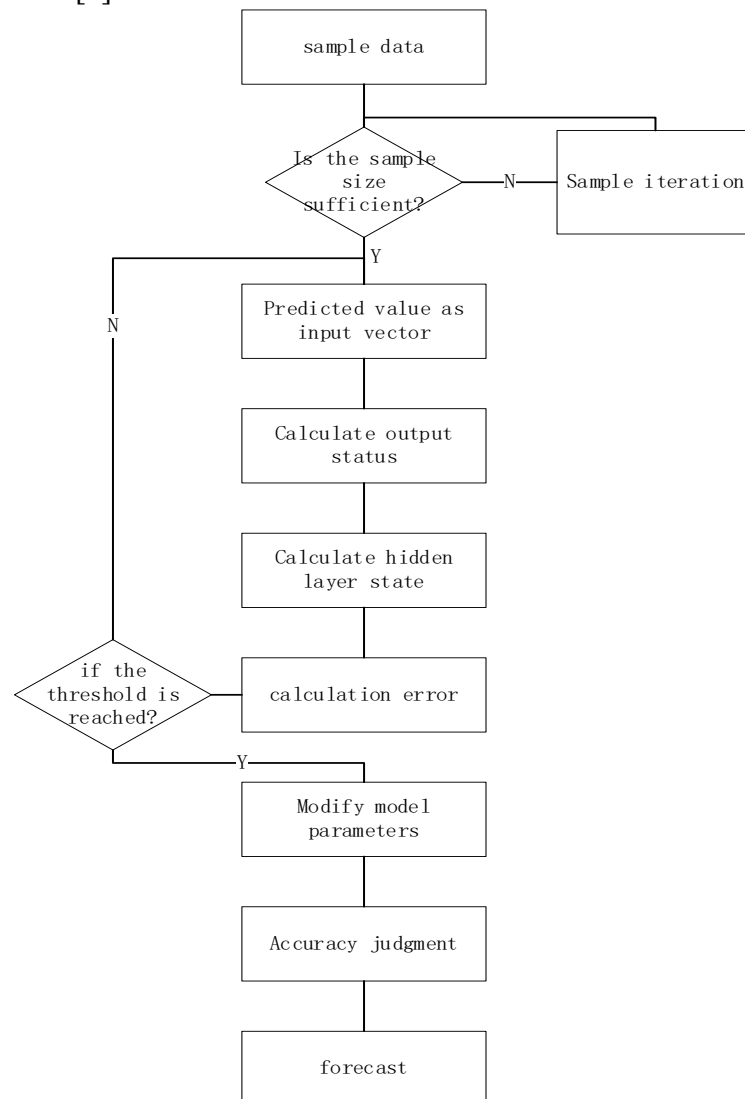 sample data
Is the sample
size
sufficient?
N
Sample iteration
Y
Predicted value as
input vector
N
Calculate output
status
Calculate hidden
layer state
if the
threshold is
reached?
calculation error
Y
Modify model
parameters
Accuracy judgment
forecast